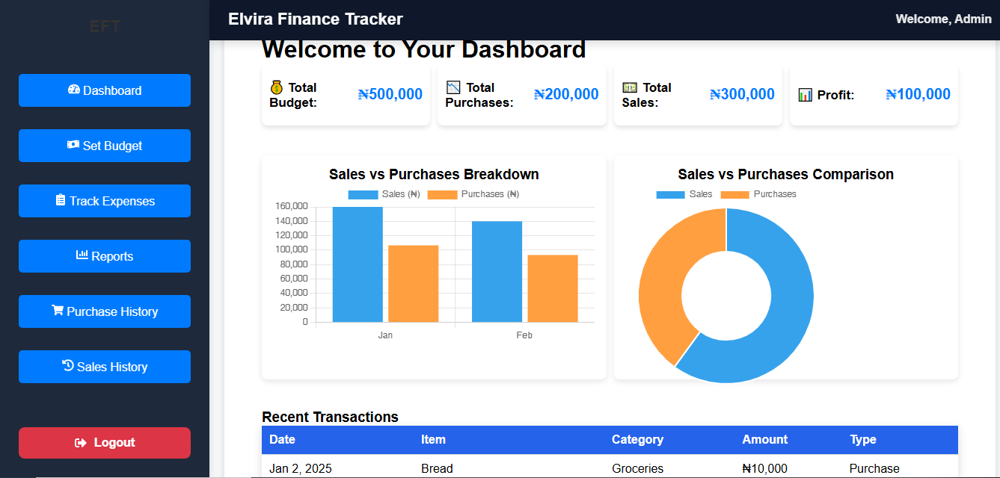 EFT
Elvira Finance Tracker
Welcome, Admin
Dashboard
Set Budget
Track Expenses
Reports
Purchase History
Sales History
Logout
Welcome to Your Dashboard
Total
Budget:
₦500,000
Total
Purchases:
₦200,000
Total
Sales:
₦300,000
Profit:
₦100,000
Sales vs Purchases Breakdown
Sales (₦) Purchases (₦)
160,000
140,000
120,000
100,000
80,000
60,000
40,000
20,000
0
Jan Feb
Sales vs Purchases Comparison
Sales Purchases
Recent Transactions
Date Item Category Amount Type
Jan 2, 2025 Bread Groceries ₦10,000 Purchase